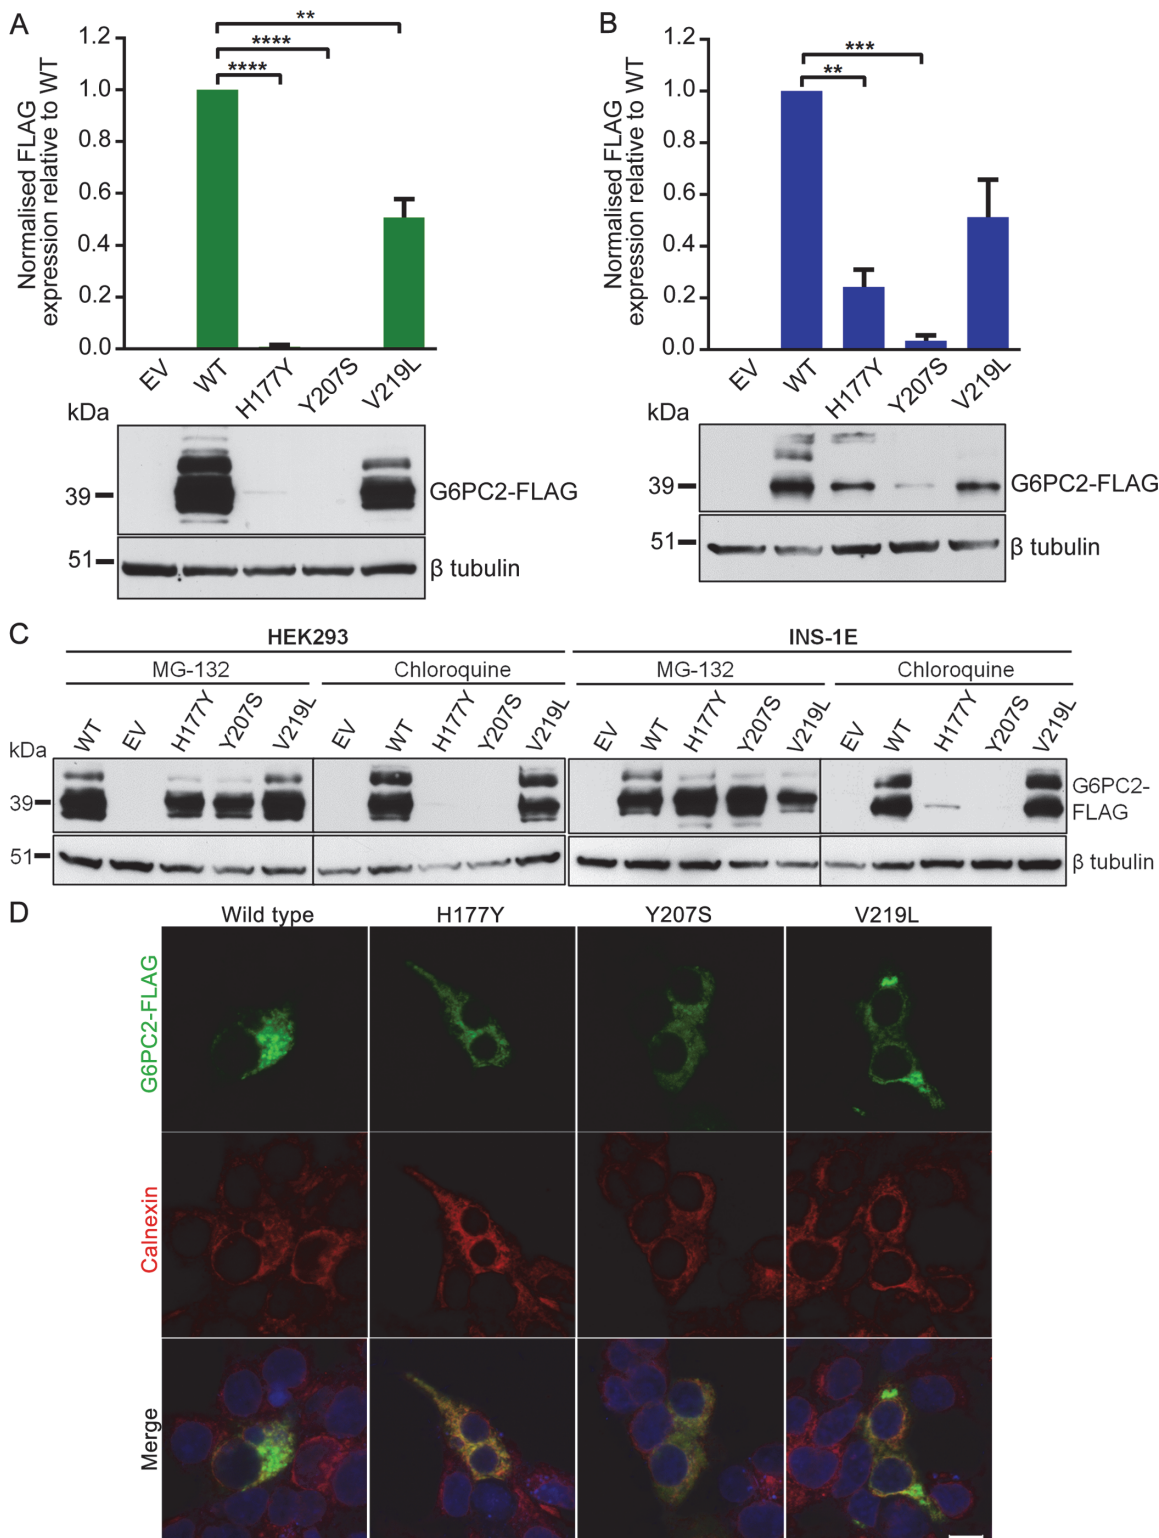 A
Normalised FLAG
expression relative to WT
1.2
1.0
0.8
0.6
0.4
0.2
0.0
**
****
****
EV
WT
H177Y
Y207S
V219L
kDa
39
G6PC2-FLAG
51
β tubulin
B
Normalised FLAG
expression relative to WT
1.2
1.0
0.8
0.6
0.4
0.2
0.0
***
**
EV
WT
H177Y
Y207S
V219L
kDa
39
G6PC2-FLAG
51
β tubulin
C
HEK293
INS-1E
MG-132
Chloroquine
MG-132
Chloroquine
kDa
WT
EV
H177Y
Y207S
V219L
EV
WT
H177Y
Y207S
V219L
EV
WT
H177Y
Y207S
V219L
EV
WT
H177Y
Y207S
V219L
39
G6PC2-
FLAG
51
β tubulin
D
Wild type
H177Y
Y207S
V219L
G6PC2-FLAG
Calnexin
Merge